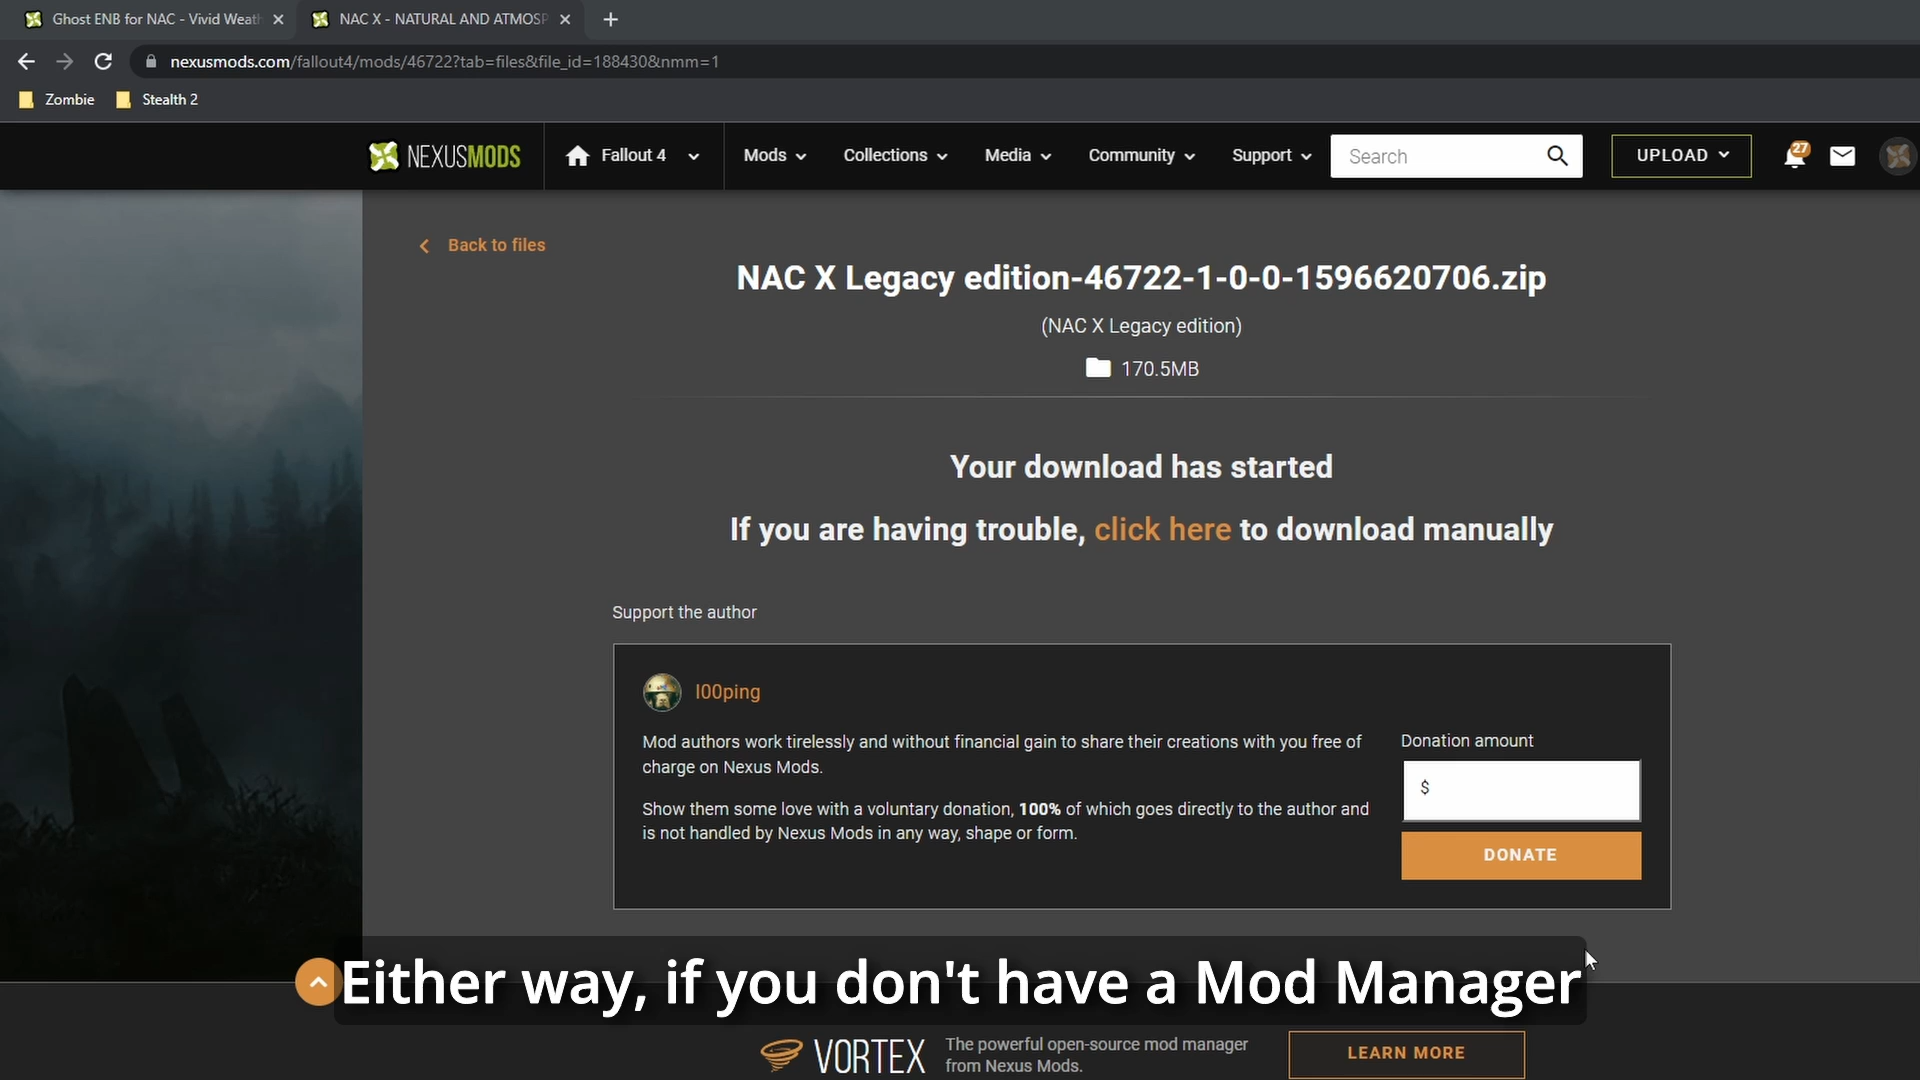 Ghost ENB for NAC - Vivid Weath
NAC X - NATURAL AND ATMOSP
nexusmods.com/fallout4/mods/46722?tab=files&file_id=188430&nmm=1
Zombie
Stealth 2
NEXUSMODS
Fallout 4
Mods
Collections
Media
Community
Support
Search
UPLOAD
27
Back to files
NAC X Legacy edition-46722-1-0-0-1596620706.zip
(NAC X Legacy edition)
170.5MB
Your download has started
If you are having trouble, click here to download manually
Support the author
l00ping
Mod authors work tirelessly and without financial gain to share their creations with you free of
charge on Nexus Mods.
Show them some love with a voluntary donation, 100% of which goes directly to the author and
is not handled by Nexus Mods in any way, shape or form.
Donation amount
$
DONATE
Either way, if you don't have a Mod Manager
VORTEX
The powerful open-source mod manager
from Nexus Mods.
LEARN MORE